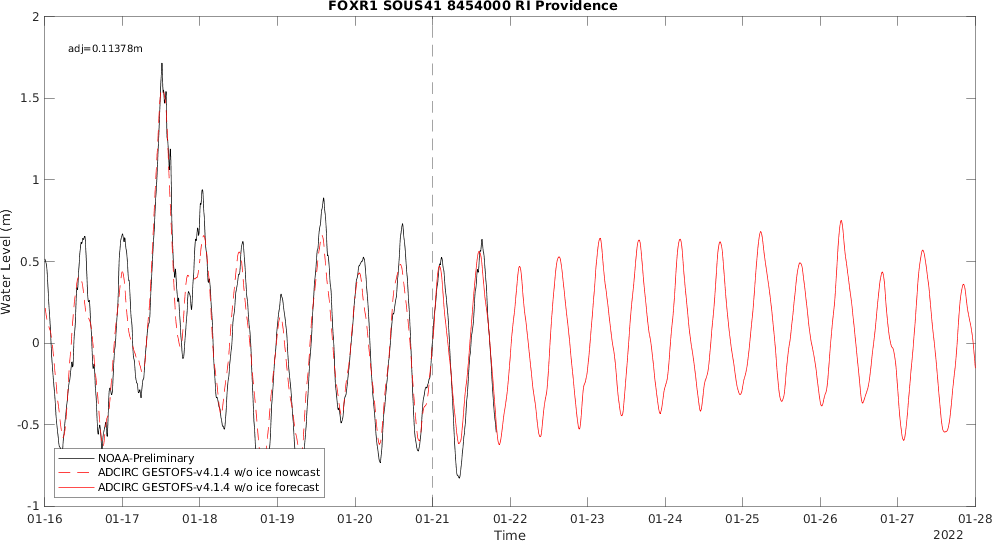 FOXR1 SOUS41 8454000 RI Providence
adj=0.11378m
Water Level (m)
2
1.5
1
0.5
0
-0.5
-1
NOAA-Preliminary
ADCIRC GESTOFS-v4.1.4 w/o ice nowcast
ADCIRC GESTOFS-v4.1.4 w/o ice forecast
01-16 01-17 01-18 01-19 01-20 01-21 01-22 01-23 01-24 01-25 01-26 01-27 01-28
Time
2022